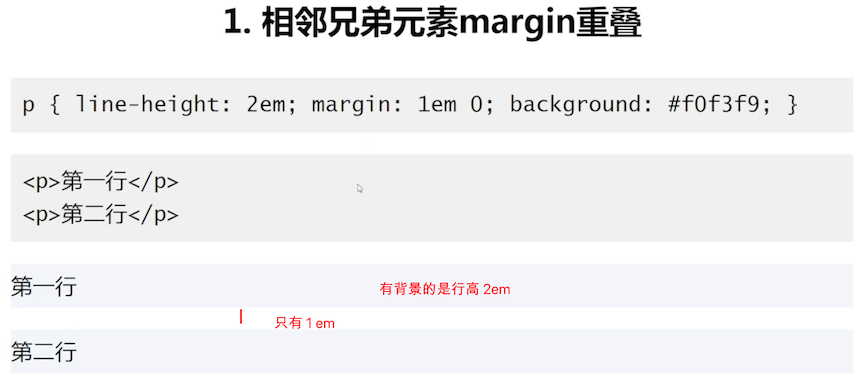 1. 相邻兄弟元素margin重叠
p { line-height: 2em; margin: 1em 0; background: #f0f3f9; }
<p>第一行</p>
<p>第二行</p>
第一行
有背景的是行高 2em
只有 1 em
第二行